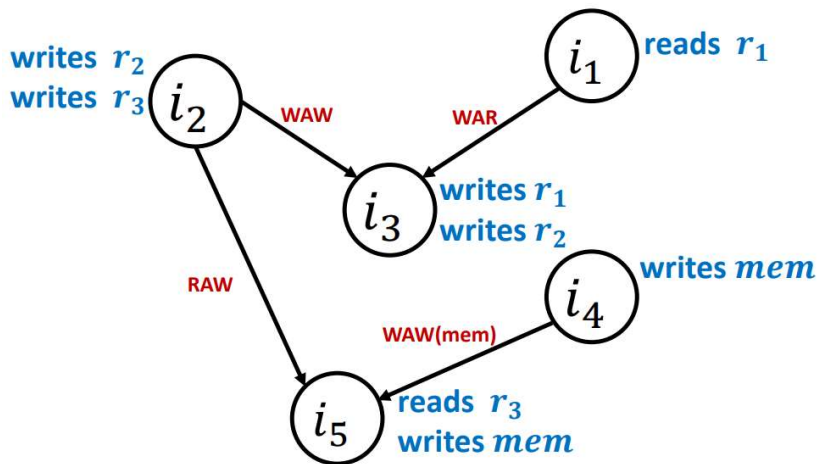 writes r₂
writes r₃
i₂
i₁
reads r₁
WAW
WAR
i₃
writes r₁
writes r₂
RAW
i₄
writes mem
WAW(mem)
i₅
reads r₃
writes mem